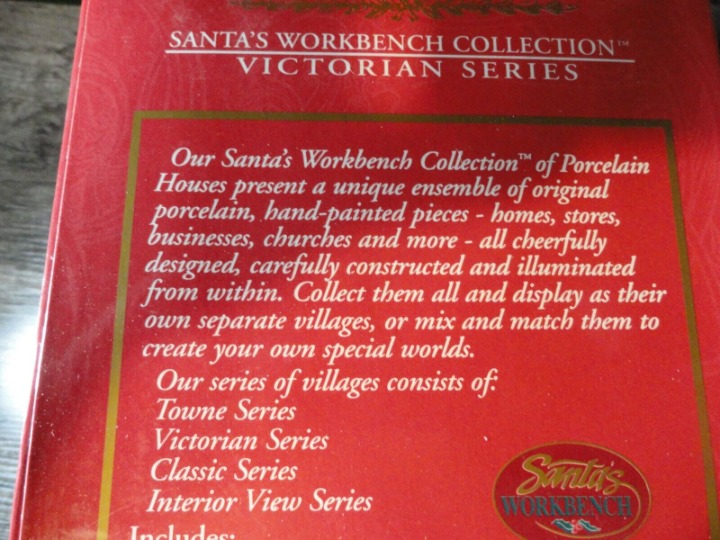 SANTA'S WORKBENCH COLLECTION™
VICTORIAN SERIES
Our Santa's Workbench Collection™ of Porcelain
Houses present a unique ensemble of original
porcelain, hand-painted pieces - homes, stores,
businesses, churches and more - all cheerfully
designed, carefully constructed and illuminated
from within. Collect them all and display as their
own separate villages, or mix and match them to
create your own special worlds.
Our series of villages consists of:
Towne Series
Victorian Series
Classic Series
Interior View Series
Santa's
WORKBENCH
Includes: